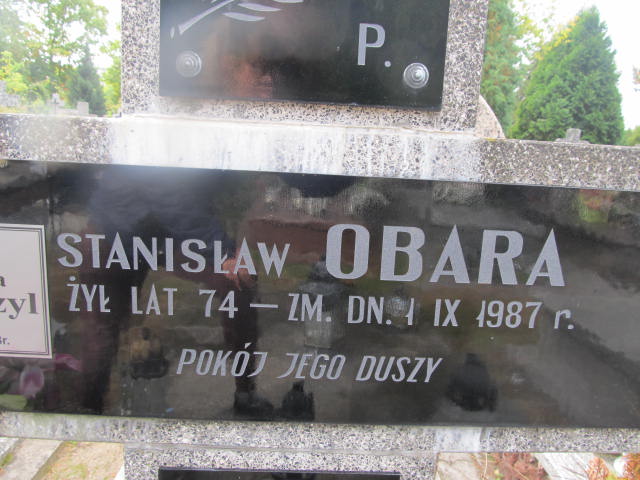 P.
STANISŁAW OBARA
ŻYŁ LAT 74 — ZM. DN. 1 IX 1987 r.
POKÓJ JEGO DUSZY